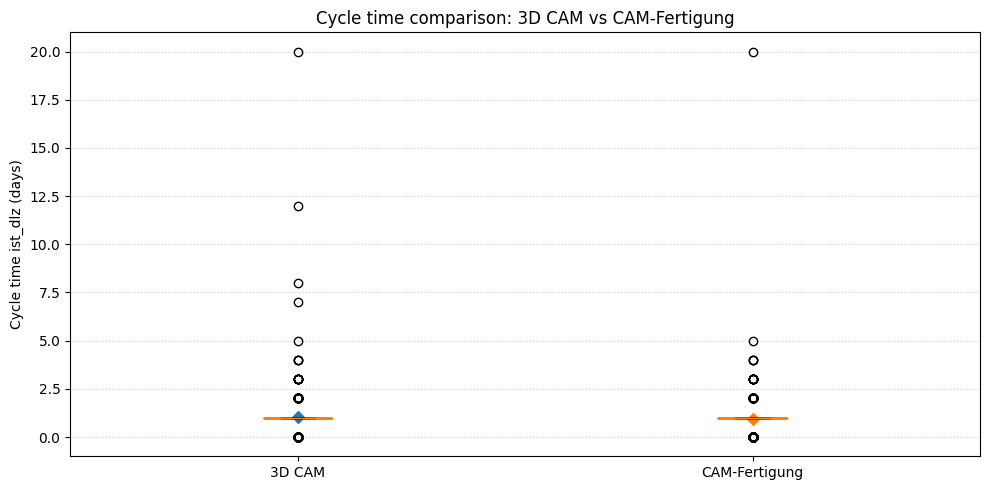 Cycle time comparison: 3D CAM vs CAM-Fertigung
Cycle time ist_dlz (days)
20.0
17.5
15.0
12.5
10.0
7.5
5.0
2.5
0.0
3D CAM
CAM-Fertigung